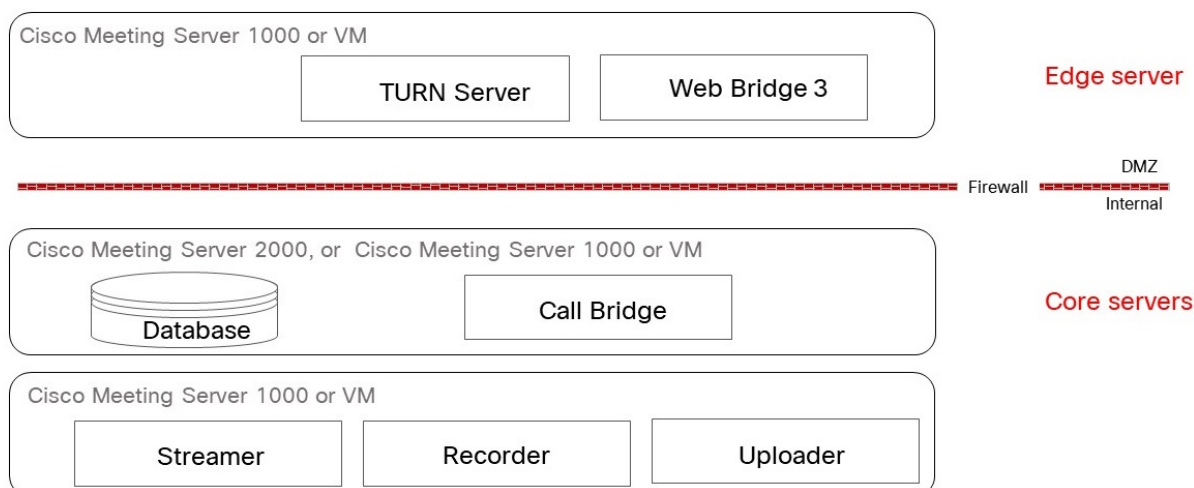 Cisco Meeting Server 1000 or VM
TURN Server
Web Bridge 3
Edge server
DMZ
Firewall
Internal
Cisco Meeting Server 2000, or Cisco Meeting Server 1000 or VM
Database
Call Bridge
Core servers
Cisco Meeting Server 1000 or VM
Streamer
Recorder
Uploader